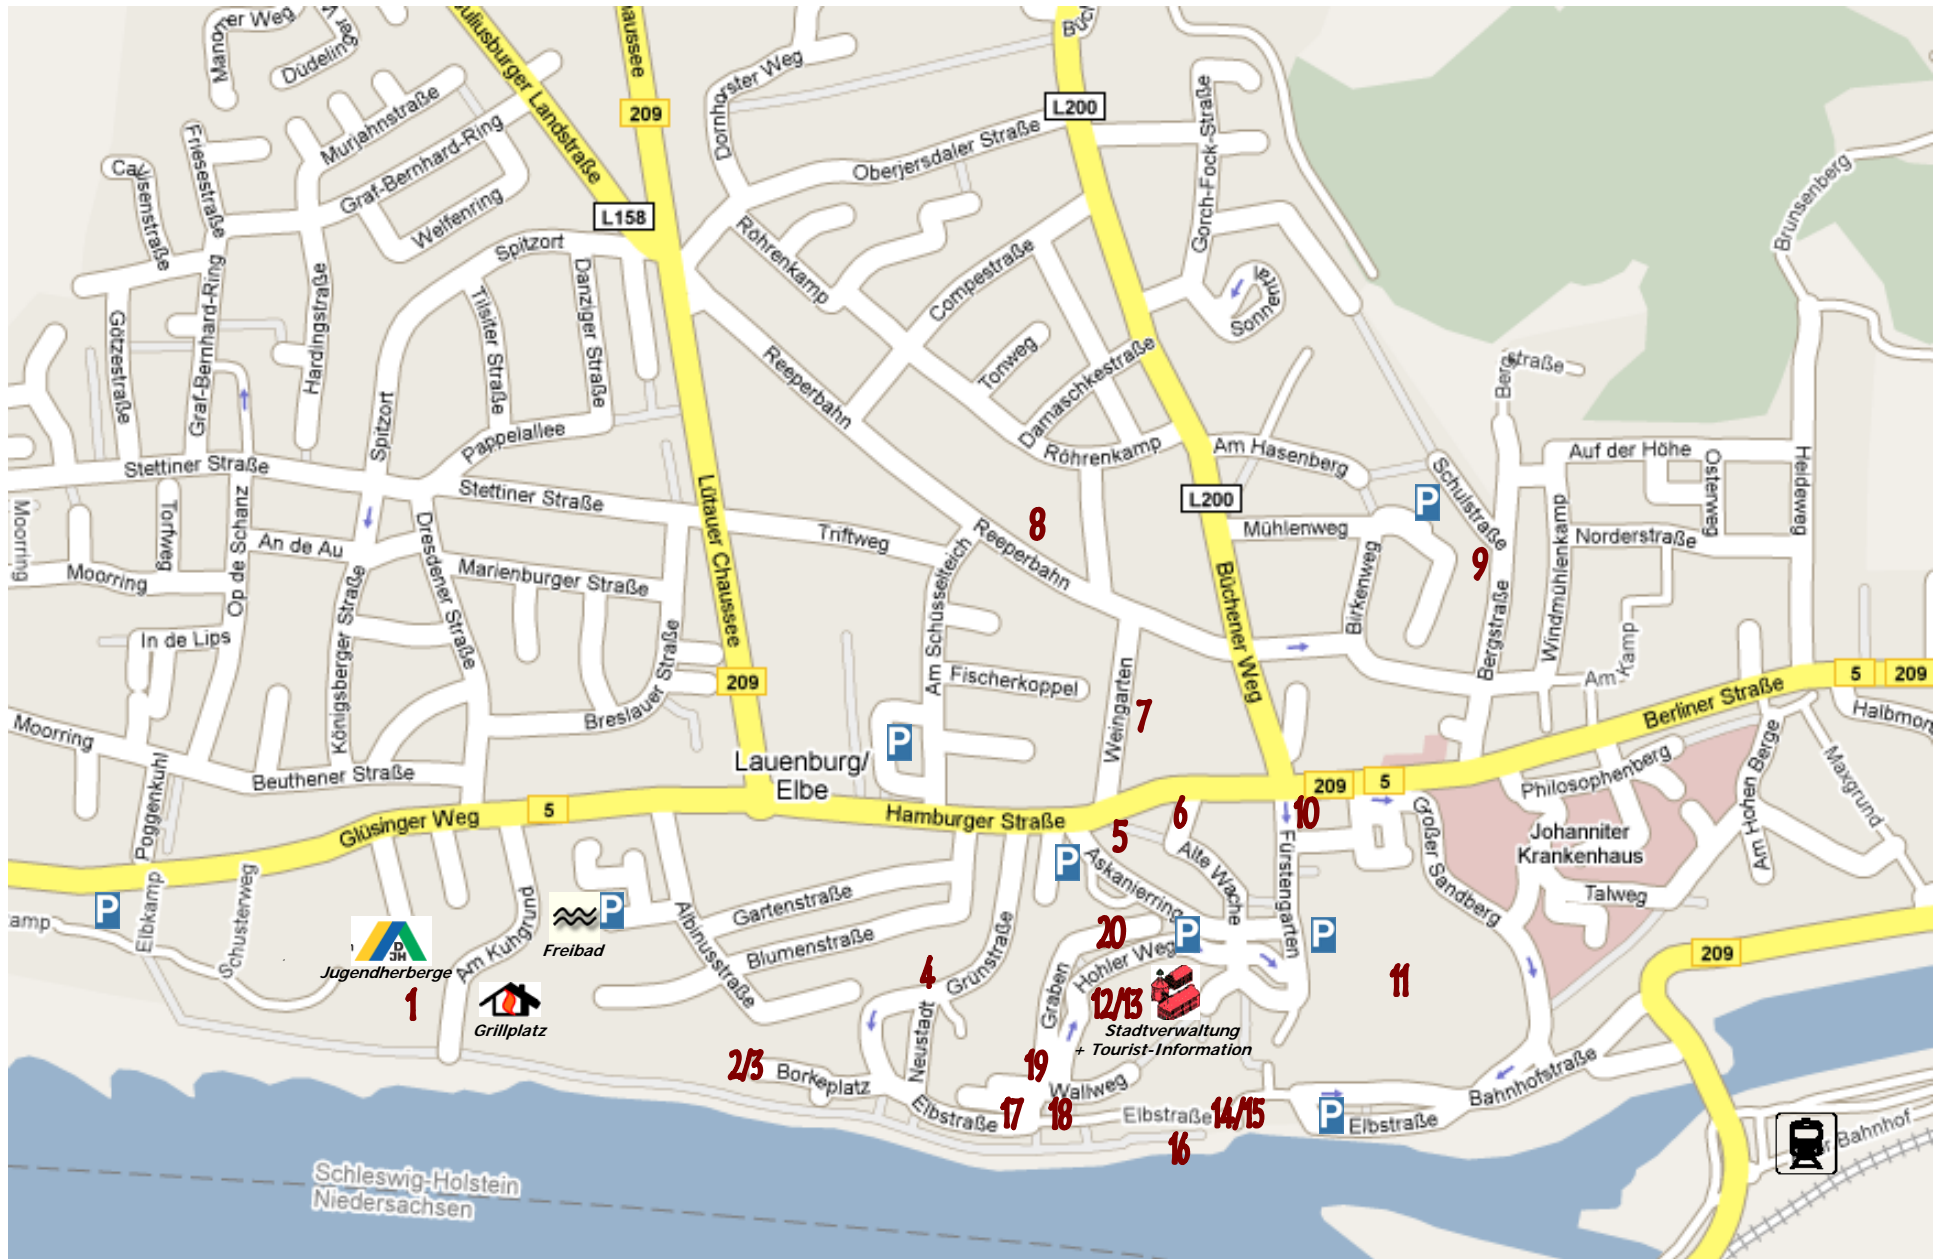 Manoner Weg
Düdelinger W
Juliusburger Landstraße
aussee
209
Dornhorster Weg
Büch
L200
Murjahnstraße
Graf-Bernhard-Ring
Welfenring
Friesestraße
Carlsenstraße
Graf-Bernhard-Ring
Götzestraße
Hardingstraße
L158
Spitzort
Spitzort
Tilsiter Straße
Danziger Straße
Pappelallee
Oberjersdaler Straße
Röhrenkamp
Compestraße
Tonweg
Damaschkestraße
Röhrenkamp
Gorch-Fock-Straße
Sonnental
Brunsenberg
Reeperbahn
Bergstraße
Am Hasenberg
Schulstraße
Auf der Höhe
Osterweg
Heideweg
Norderstraße
Windmühlenkamp
L200
Mühlenweg
P
9
Birkenweg
Bergstraße
Am Kamp
Stettiner Straße
Stettiner Straße
Triftweg
Lütauer Chaussee
Reeperbahn
8
Büchener Weg
Moorring
Torfweg
Op de Schanz
An de Au
Moorring
Dresdener Straße
Marienburger Straße
In de Lips
Königsberger Straße
Breslauer Straße
209
Am Schüsselteich
Fischerkoppel
Weingarten
7
Berliner Straße
5
209
Halbmon
Moorring
Beuthener Straße
Poggenkuhl
Lauenburg/
Elbe
P
Philosophenberg
Am Hohen Berge
Maxgrund
Glüsinger Weg
5
Hamburger Straße
6
10
209
5
5
P
Askanierring
Alte Wache
Fürstengarten
Großer Sandberg
Johanniter
Krankenhaus
Talweg
amp
P
Elbkamp
Schusterweg
DJH
Jugendherberge
1
Am Kuhgrund
Freibad
P
Grillplatz
Albinusstraße
Gartenstraße
Blumenstraße
4
Grünstraße
Neustadt
20
P
P
Hohler Weg
Graben
12/13
11
Stadtverwaltung
+ Tourist-Information
209
2/3
Borkeplatz
19
Wallweg
Elbstraße
17
18
Elbstraße
14/15
16
P
Elbstraße
Bahnhofstraße
er Bahnhof
Schleswig-Holstein
Niedersachsen